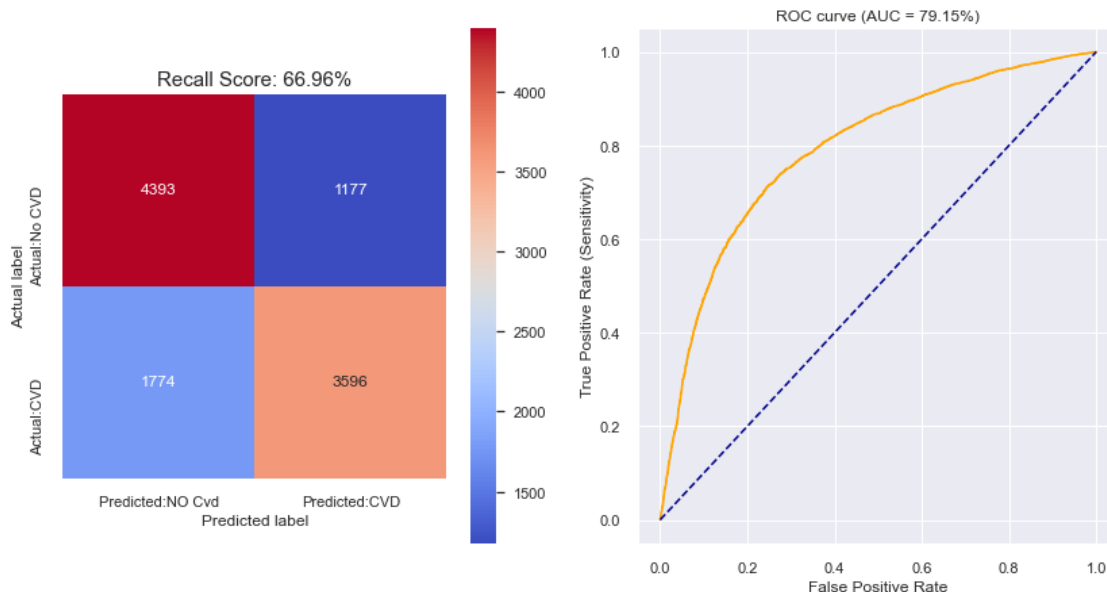 Recall Score: 66.96%
Actual label
Actual:No CVD
Actual:CVD
4393
1177
1774
3596
Predicted:NO Cvd
Predicted:CVD
Predicted label
4000
3500
3000
2500
2000
1500
ROC curve (AUC = 79.15%)
True Positive Rate (Sensitivity)
1.0
0.8
0.6
0.4
0.2
0.0
0.0
0.2
0.4
0.6
0.8
1.0
False Positive Rate